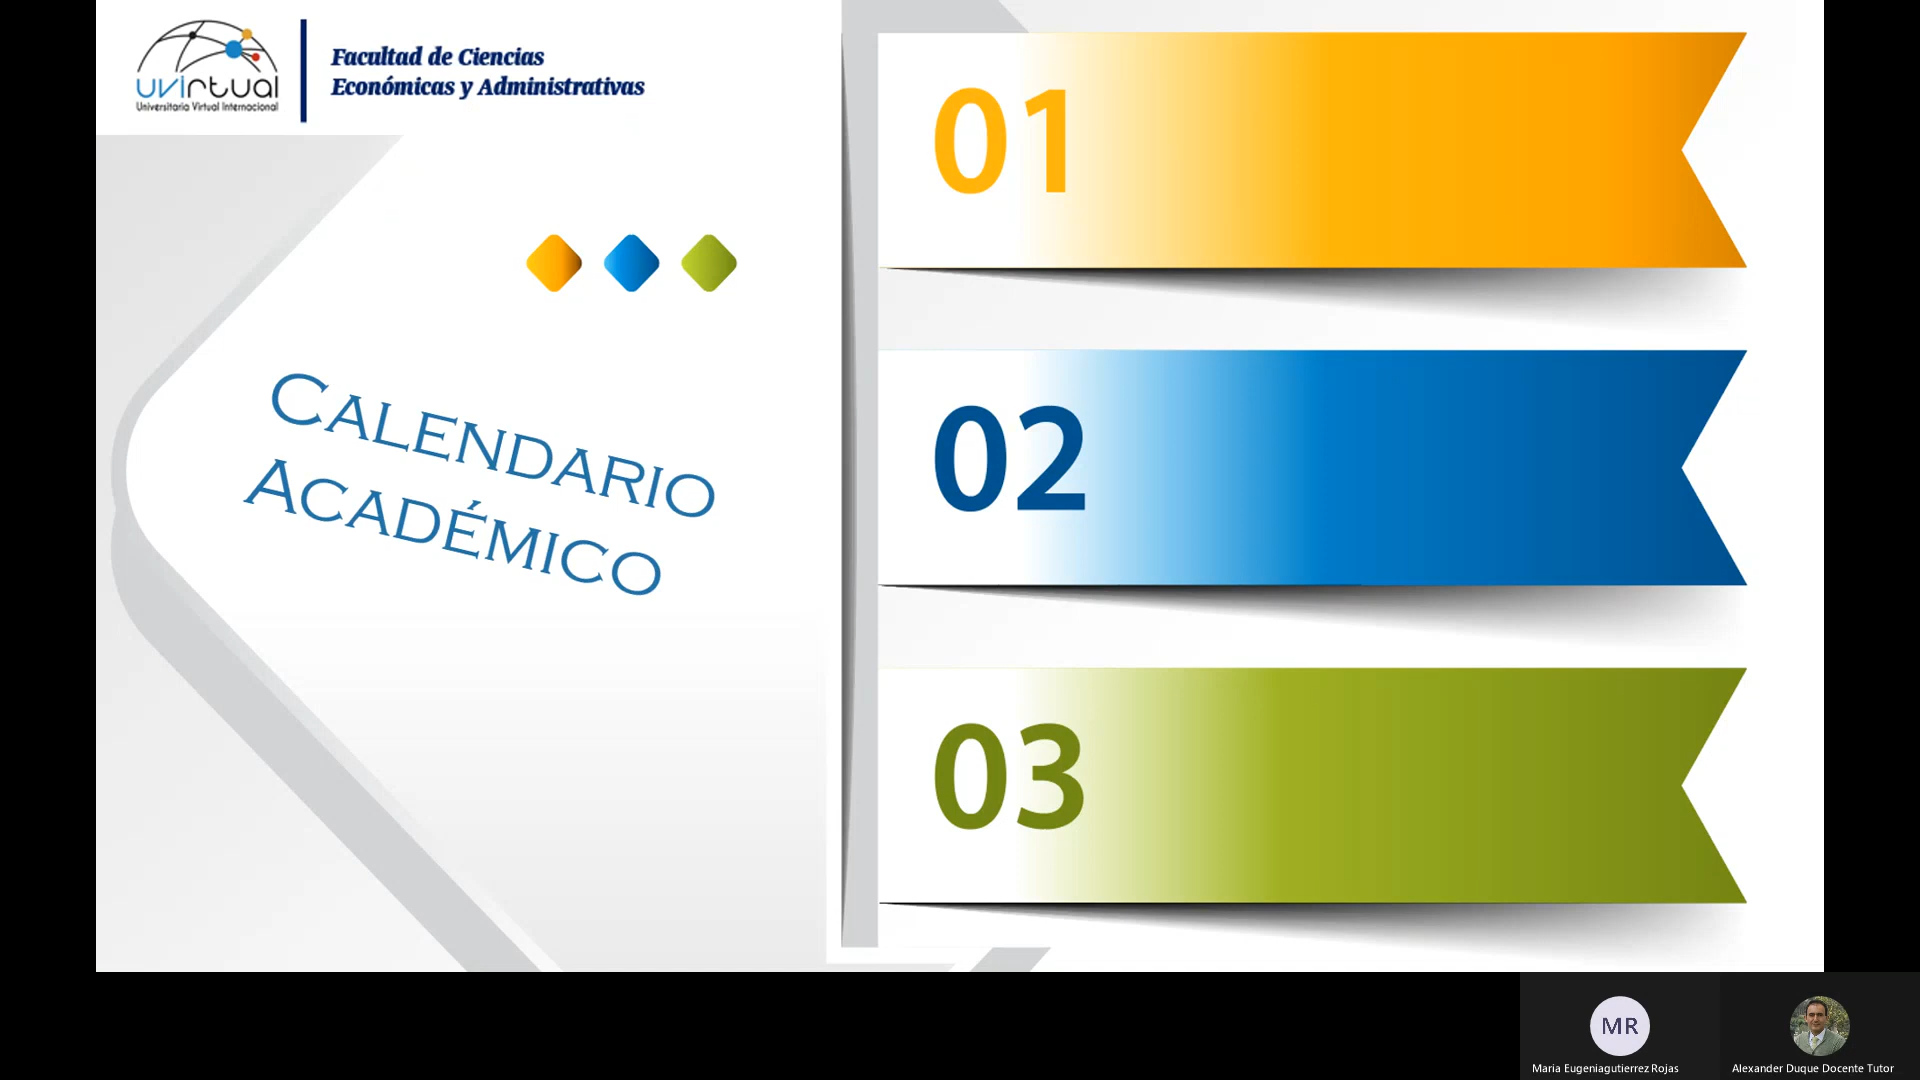 uvirtual
Universitaria Virtual Internacional
Facultad de Ciencias
Económicas y Administrativas
Calendario
Académico
01
02
03
MR
Maria Eugeniagutierrez Rojas
Alexander Duque Docente Tutor